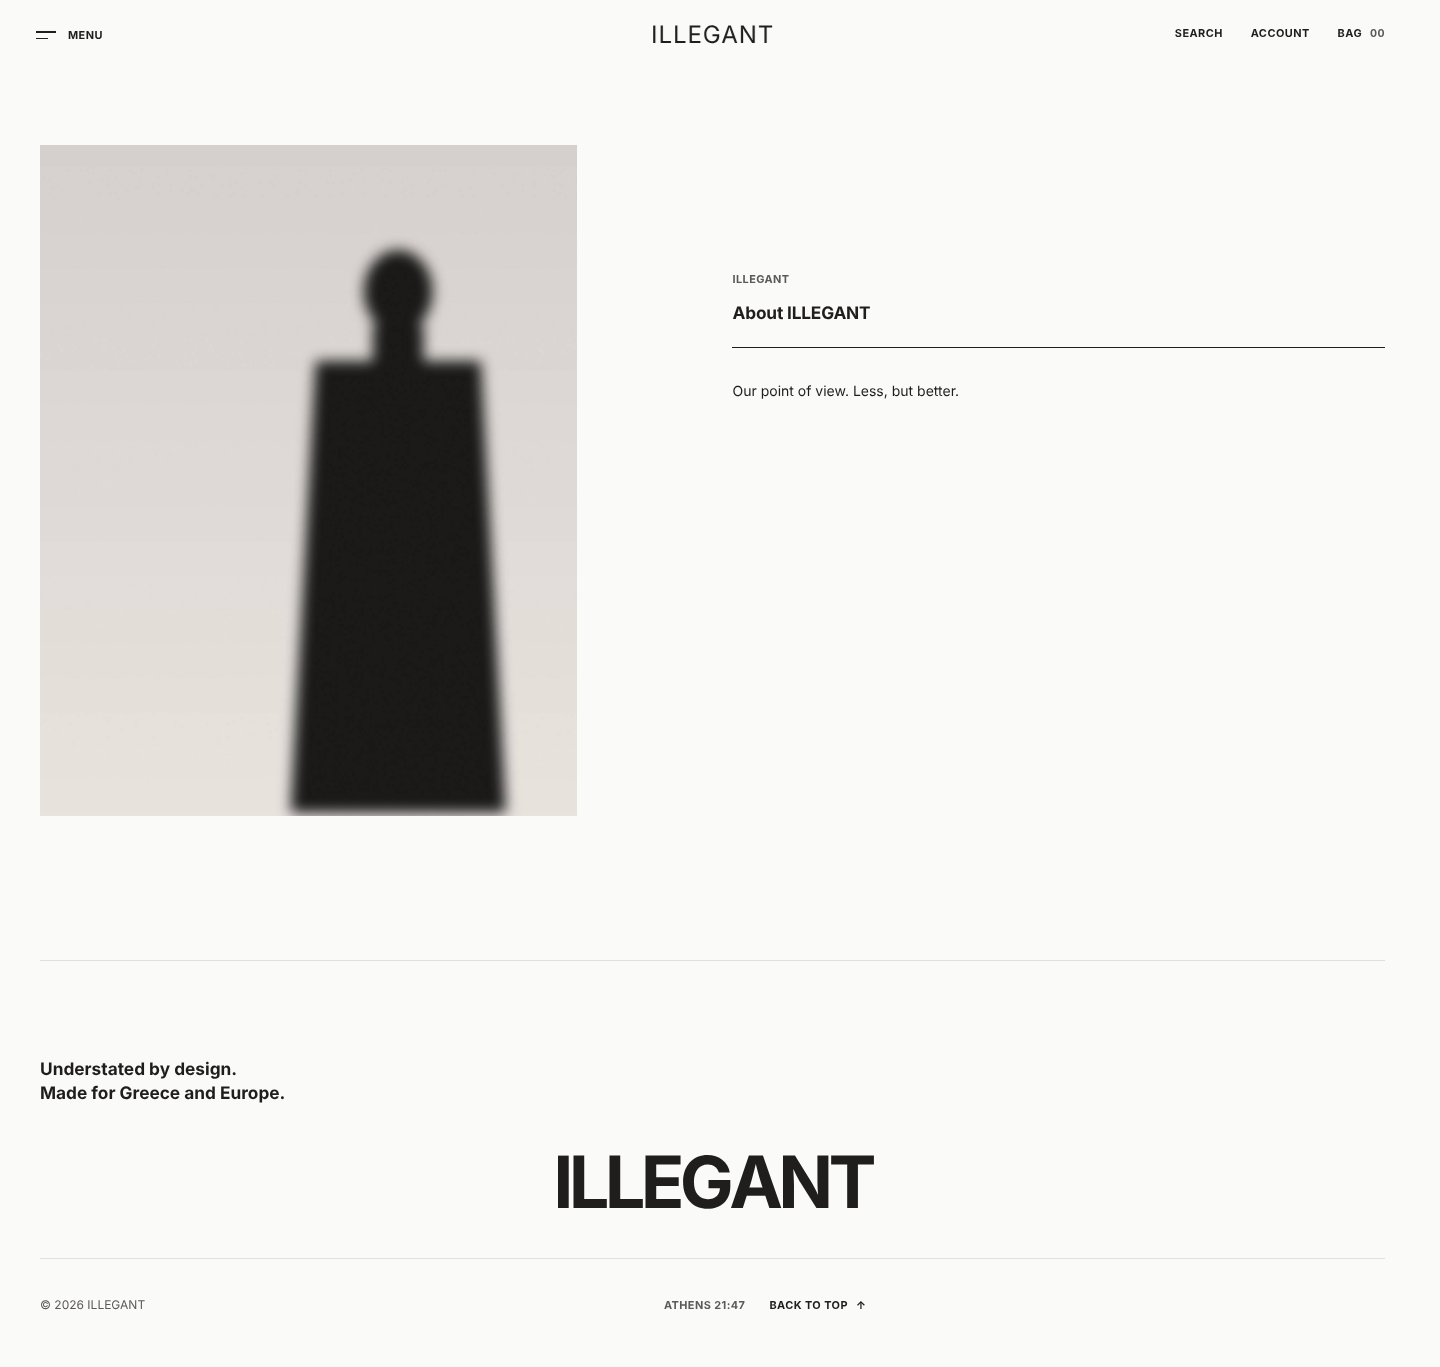 MENU
ILLEGANT
SEARCH ACCOUNT BAG 00
ILLEGANT
About ILLEGANT
Our point of view. Less, but better.
Understated by design.
Made for Greece and Europe.
ILLEGANT
© 2026 ILLEGANT
ATHENS 21:47 BACK TO TOP ↑